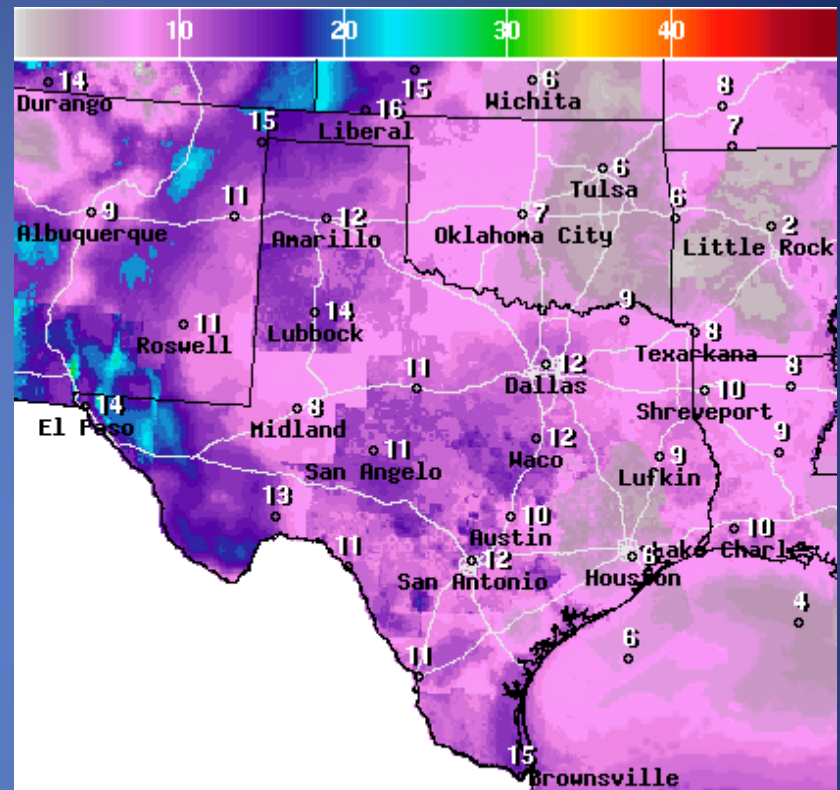 10 20 30 40
14 Durango
15
16 Liberal
6 Wichita
8
15
7
6 Tulsa
9 Albuquerque
11
12 Amarillo
7 Oklahoma City
6
2 Little Rock
11 Roswell
14 Lubbock
9
8 Texarkana
12 Dallas
11
10 Shreveport
8
14 El Paso
8 Midland
11 San Angelo
12 Waco
9 Lufkin
9
13
10 Austin
10 Lake Charles
11
12 San Antonio
6 Houston
4
6
11
15 Brownsville